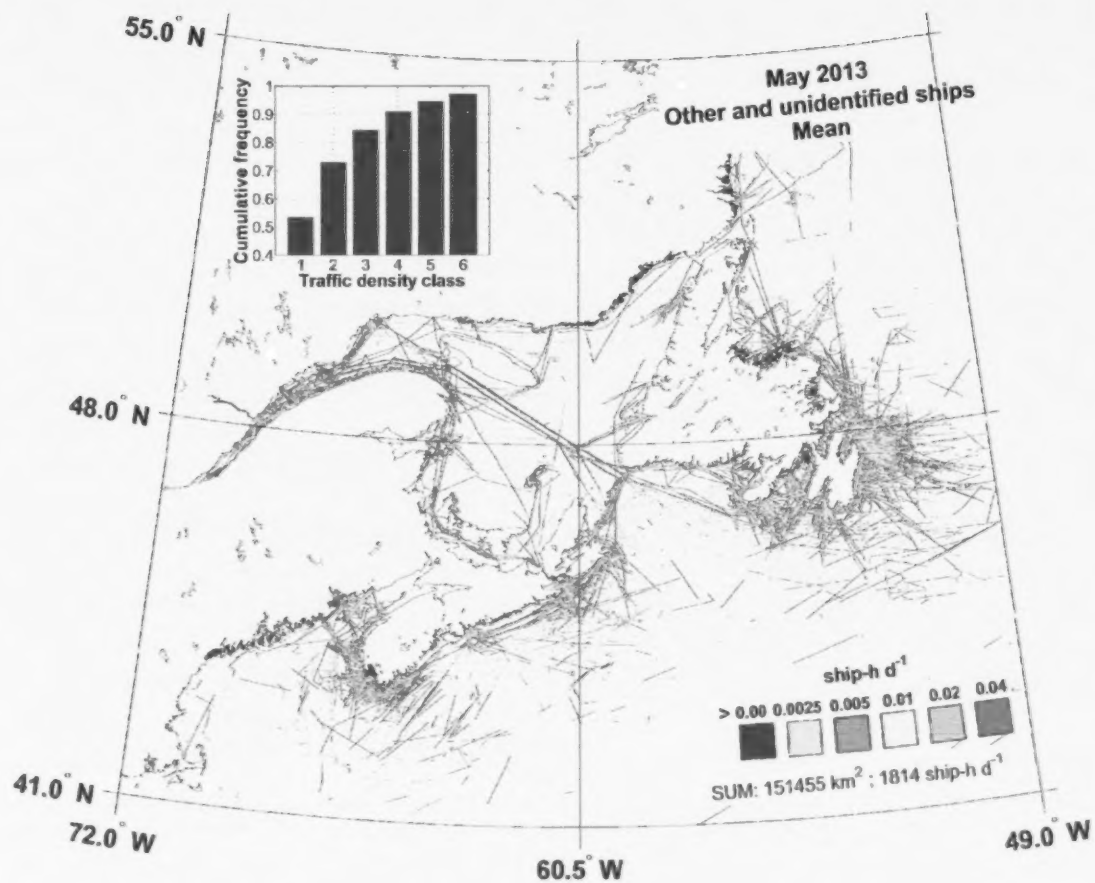 55.0° N
May 2013
Other and unidentified ships
Mean
Cumulative frequency
1
0.9
0.8
0.7
0.6
0.5
0.4
1 2 3 4 5 6
Traffic density class
48.0° N
ship-h d⁻¹
> 0.00 0.0025 0.005 0.01 0.02 0.04
SUM: 151455 km² ; 1814 ship-h d⁻¹
41.0° N
72.0° W
60.5° W
49.0° W